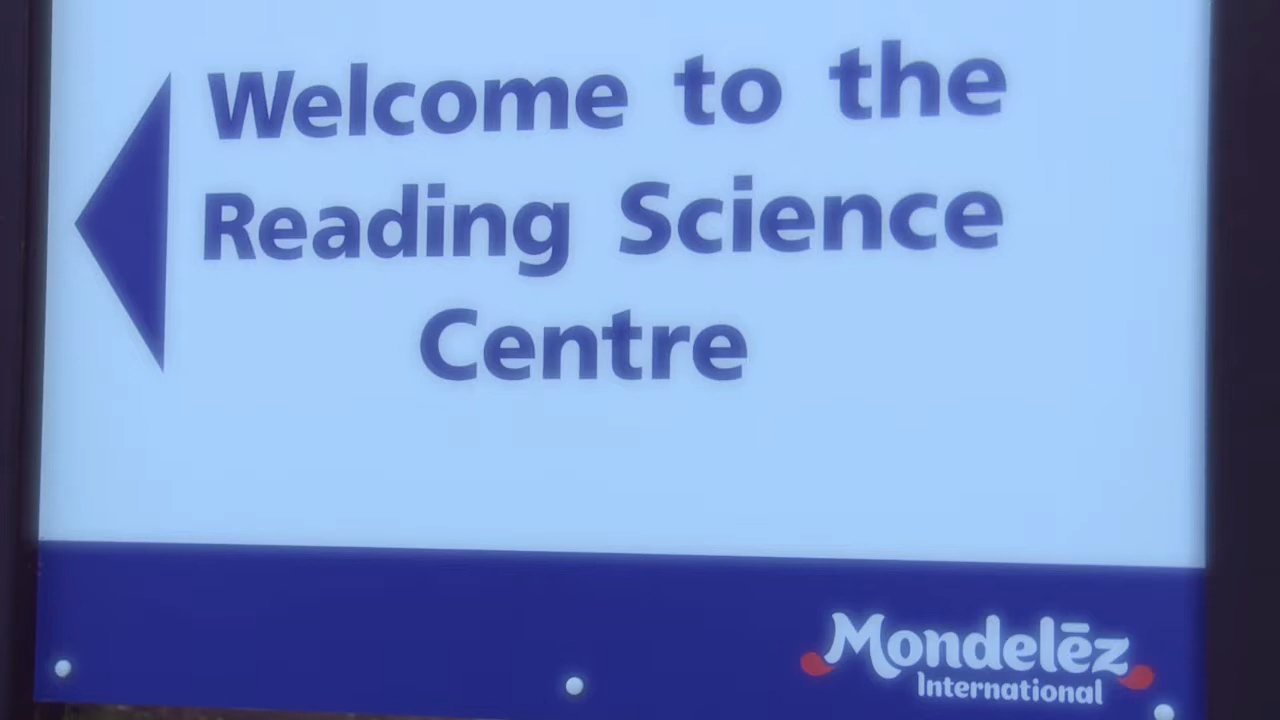 Welcome to the
Reading Science
Centre
Mondelēz
International